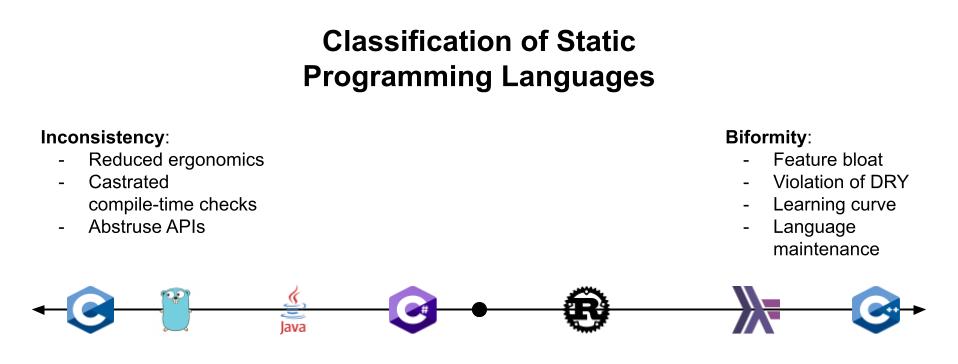 Classification of Static
Programming Languages
Inconsistency:
- Reduced ergonomics
- Castrated
compile-time checks
- Abstruse APIs
Biformity:
- Feature bloat
- Violation of DRY
- Learning curve
- Language
maintenance
C
Java
C#
R
C++